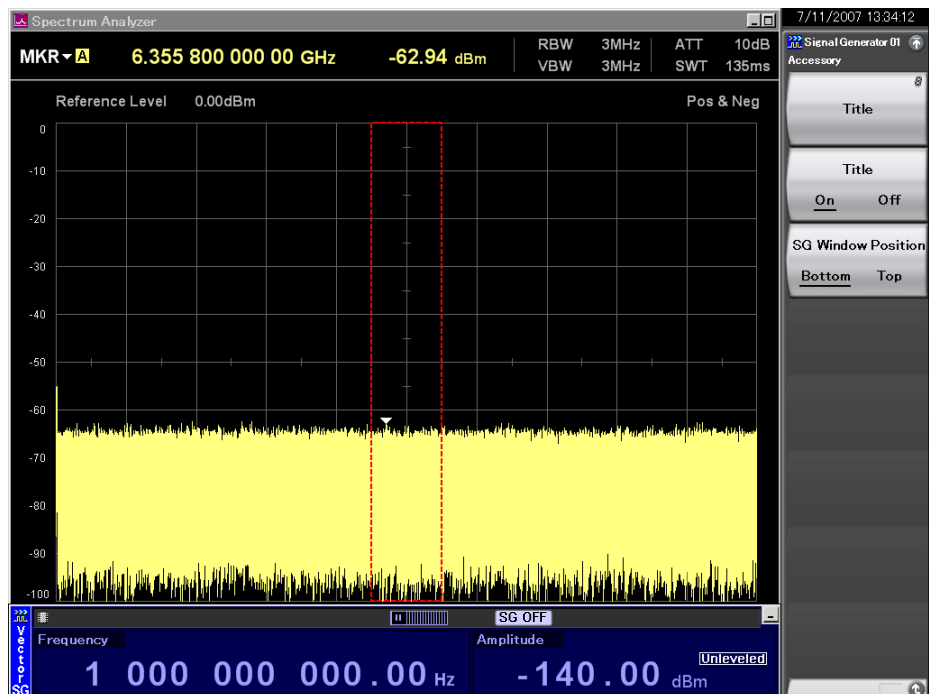 Spectrum Analyzer
7/11/2007 13:34:12
MKR A 6.355 800 000 00 GHz -62.94 dBm
RBW 3MHz ATT 10dB
VBW 3MHz SWT 135ms
Signal Generator 01
Accessory
Reference Level 0.00dBm Pos & Neg
8
Title
Title
On Off
SG Window Position
Bottom Top
0
-10
-20
-30
-40
-50
-60
-70
-80
-90
-100
SG OFF
Vector SG
Frequency Amplitude
1 000 000 000.00 Hz -140.00 dBm
Unleveled